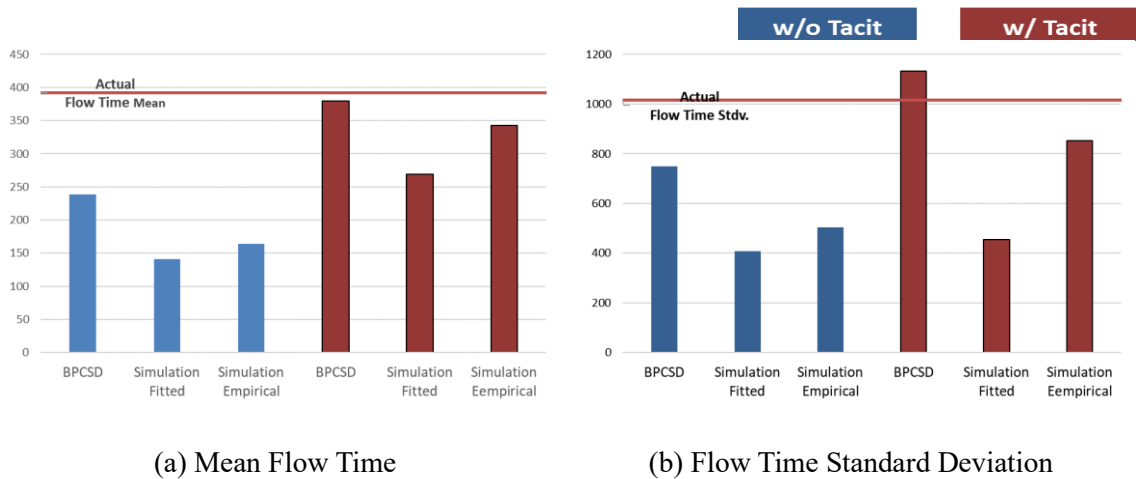 w/o Tacit
w/ Tacit
450
400
350
300
250
200
150
100
50
0
Actual
Flow Time Mean
BPCSD
Simulation
Fitted
Simulation
Empirical
BPCSD
Simulation
Fitted
Simulation
Eempirical
1200
1000
800
600
400
200
0
Actual
Flow Time Stdv.
BPCSD
Simulation
Fitted
Simulation
Empirical
BPCSD
Simulation
Fitted
Simulation
Eempirical
(a) Mean Flow Time
(b) Flow Time Standard Deviation